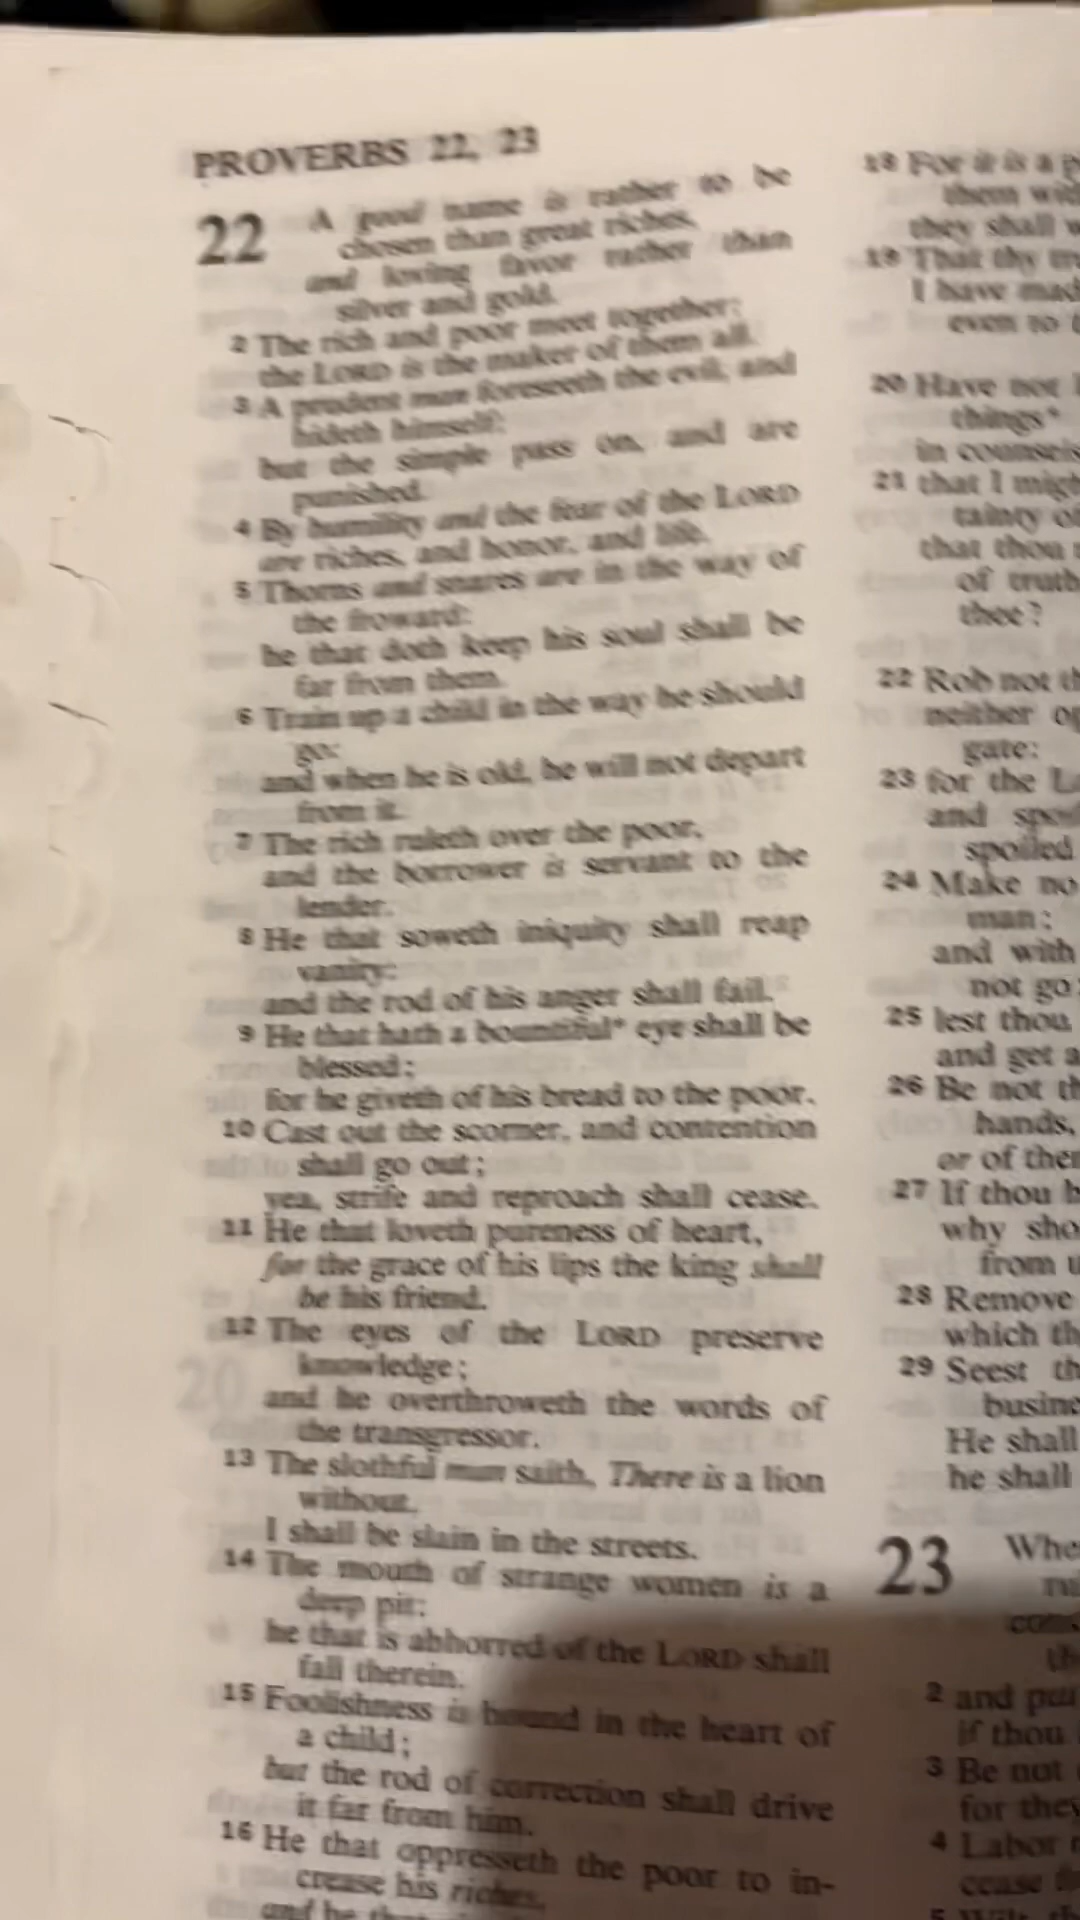 PROVERBS 22, 23
22 A good name is rather to be
chosen than great riches,
and loving favor rather than
silver and gold.
2 The rich and poor meet together:
the LORD is the maker of them all.
3 A prudent man foreseeth the evil, and
hideth himself:
but the simple pass on, and are
punished.
4 By humility and the fear of the LORD
are riches, and honor, and life.
5 Thorns and snares are in the way of
the froward:
he that doth keep his soul shall be
far from them.
6 Train up a child in the way he should
go:
and when he is old, he will not depart
from it.
7 The rich ruleth over the poor,
and the borrower is servant to the
lender.
8 He that soweth iniquity shall reap
vanity:
and the rod of his anger shall fail.
9 He that hath a bountiful* eye shall be
blessed;
for he giveth of his bread to the poor.
10 Cast out the scorner, and contention
shall go out;
yea, strife and reproach shall cease.
11 He that loveth pureness of heart,
for the grace of his lips the king shall
be his friend.
12 The eyes of the LORD preserve
knowledge;
and he overthroweth the words of
the transgressor.
13 The slothful man saith, There is a lion
without,
I shall be slain in the streets.
14 The mouth of strange women is a
deep pit:
he that is abhorred of the LORD shall
fall therein.
15 Foolishness is bound in the heart of
a child;
but the rod of correction shall drive
it far from him.
16 He that oppresseth the poor to in-
crease his riches,
and he that
18 For it is a p
them wi
they shall w
19 That thy tr
I have mad
even to t
20 Have not I
things*
in counsels
21 that I migh
tainty of
that thou
of truth
thee?
22 Rob not th
neither op
gate:
23 for the L
and spoi
spoiled
24 Make no
man;
and with
not go:
25 lest thou
and get a
26 Be not th
hands,
or of the
27 If thou h
why sho
from u
28 Remove
which th
29 Seest th
busine
He shall
he shall
23 Whe
cons
th
2 and put
if thou
3 Be not
for they
4 Labor
cease